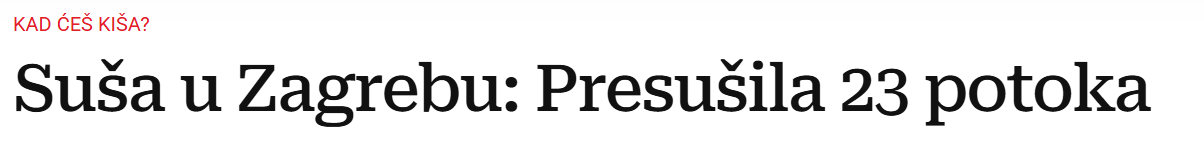 KAD ĆEŠ KIŠA?
Suša u Zagrebu: Presušila 23 potoka